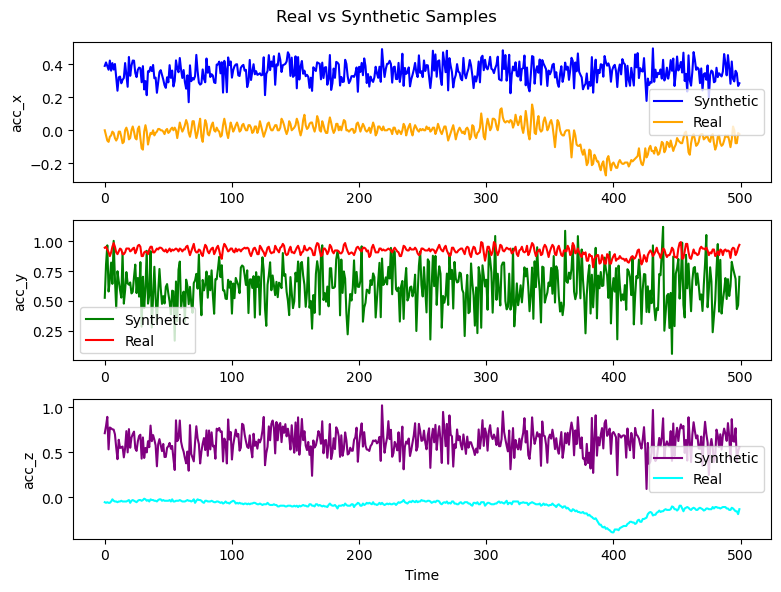 Real vs Synthetic Samples
acc_x
0.4
0.2
0.0
−0.2
Synthetic
Real
0 100 200 300 400 500
acc_y
1.00
0.75
0.50
0.25
Synthetic
Real
0 100 200 300 400 500
acc_z
1.0
0.5
0.0
Synthetic
Real
0 100 200 300 400 500
Time